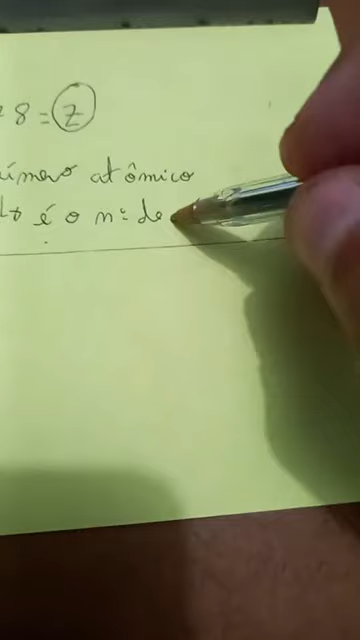 8 = Z
úmero atômico
é o nº de